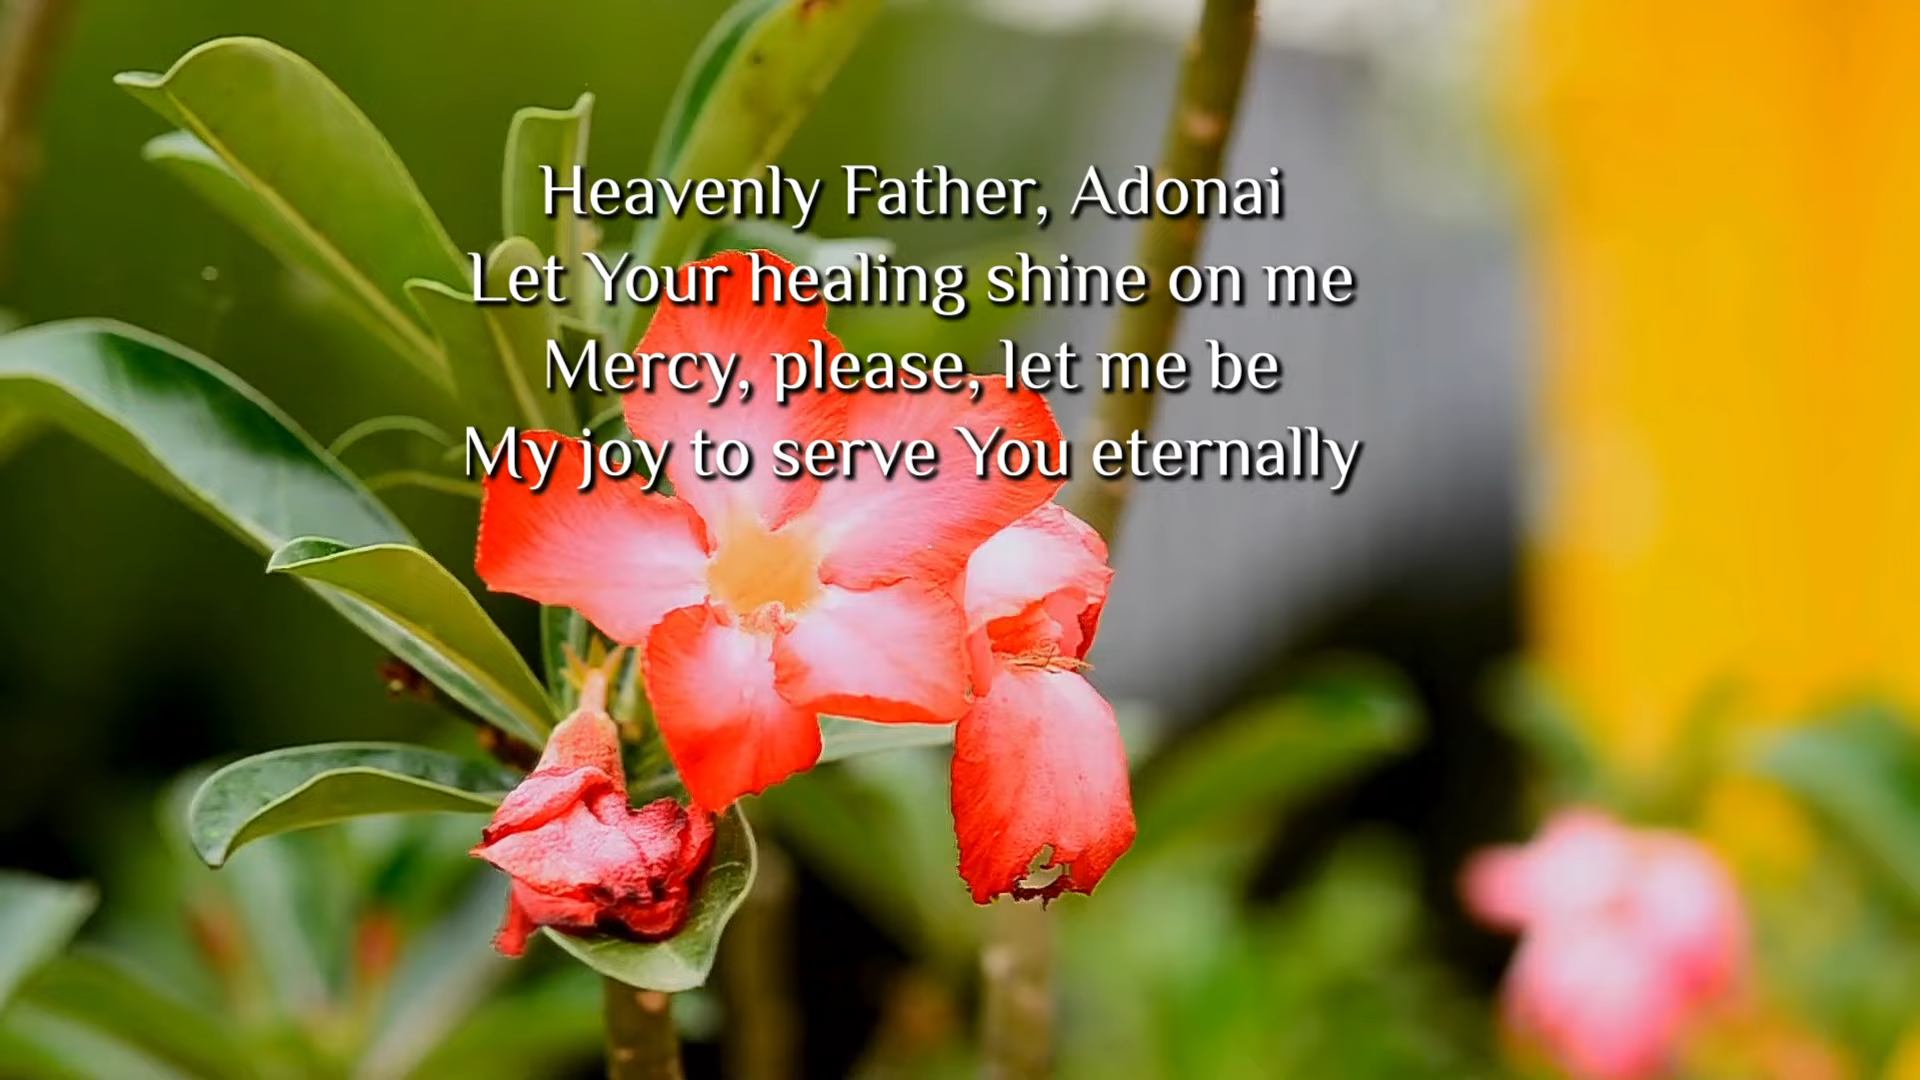 Heavenly Father, Adonai
Let Your healing shine on me
Mercy, please, let me be
My joy to serve You eternally